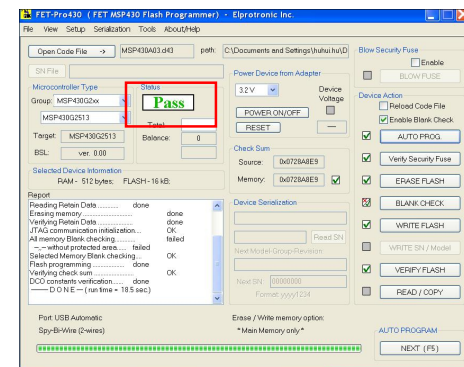 FET-Pro430 ( FET MSP430 Flash Programmer) - Elprotronic Inc.
File View Setup Serialization Tools About/Help
Open Code File -> MSP430A03.d43 path: C:\Documents and Settings\huhui.hu\D
SN File
Microcontroller Type
Group: MSP430G2xx
MSP430G2513
Target: MSP430G2513
BSL: ver. 0.00
Status
Pass
Total:
Balance: 0
Selected Device Information
RAM - 512 bytes; FLASH - 16 kB:
Report
Reading Retain Data............... done
Erasing memory ..................... done
Verifying Retain Data................ done
JTAG communication initialization.... OK
All memory Blank checking..... failed
-,-- without protected area..... failed
Selected Memory Blank checking.... OK
Flash programming ................. done
Verifying check sum .................. OK
DCO constants verification....... done
------ D O N E --- ( run time = 18.5 sec.)
Power Device from Adapter
3.2 V
Device Voltage
POWER ON/OFF
RESET
---
Check Sum
Source: 0x0728A8E9
Memory: 0x0728A8E9
Device Serialization
Read SN
Next Model-Group-Revision
Next SN: 00000000
Format: yyyy1234
Blow Security Fuse
Enable
BLOW FUSE
Device Action
Reload Code File
Enable Blank Check
AUTO PROG.
Verify Security Fuse
ERASE FLASH
BLANK CHECK
WRITE FLASH
WRITE SN / Model
VERIFY FLASH
READ / COPY
Port: USB Automatic
Spy-Bi-Wire (2-wires)
Erase / Write memory option:
* Main Memory only *
AUTO PROGRAM
NEXT (F5)